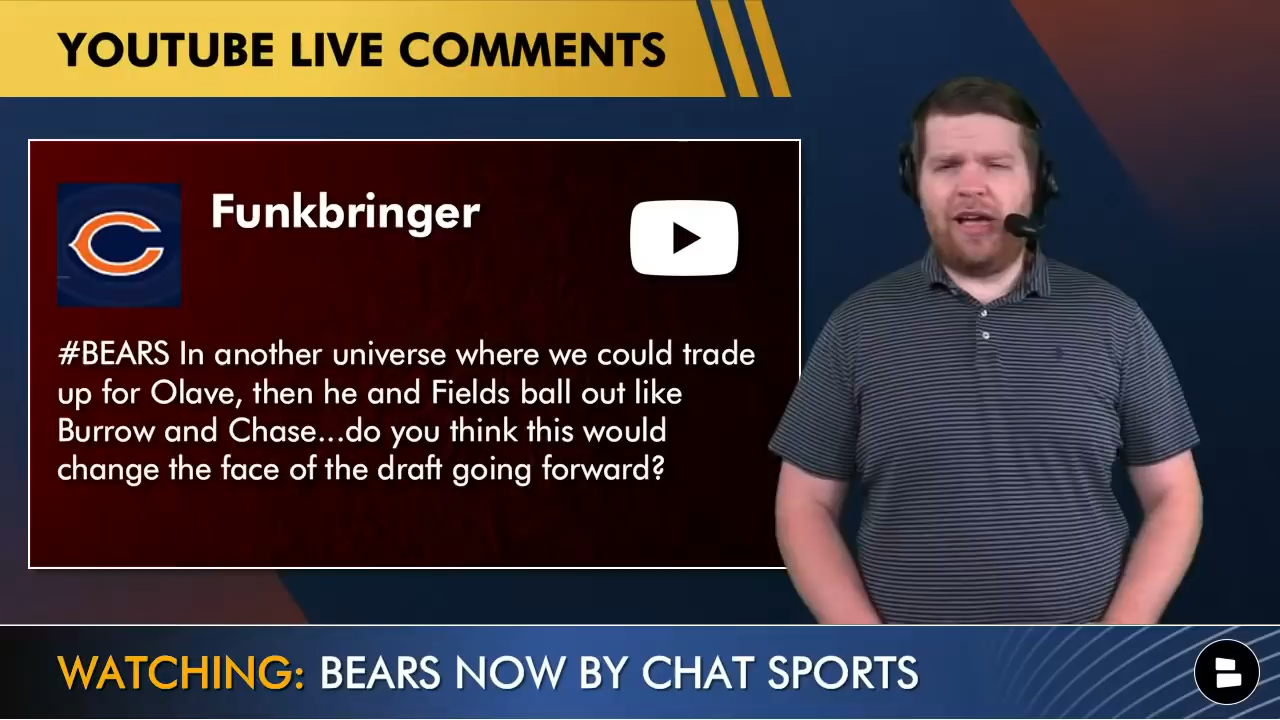 YOUTUBE LIVE COMMENTS
Funkbringer
#BEARS In another universe where we could trade
up for Olave, then he and Fields ball out like
Burrow and Chase...do you think this would
change the face of the draft going forward?
WATCHING: BEARS NOW BY CHAT SPORTS